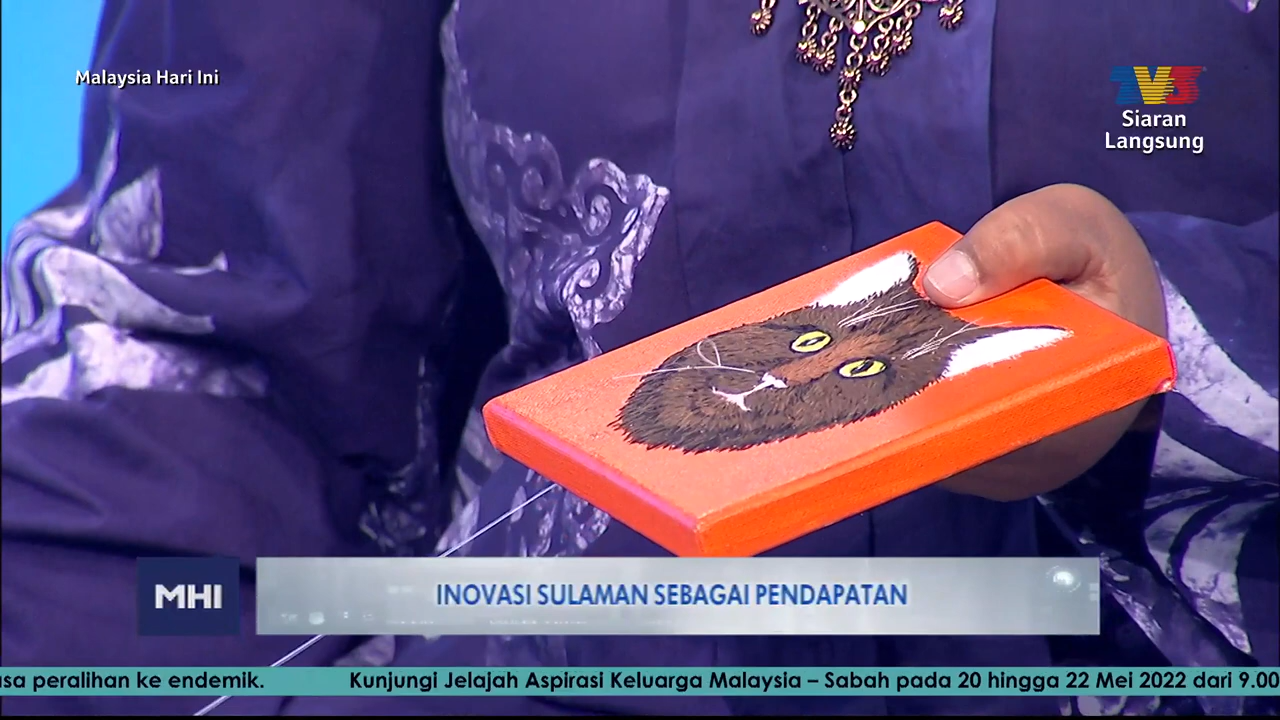 Malaysia Hari Ini
TV3
Siaran
Langsung
MHI
INOVASI SULAMAN SEBAGAI PENDAPATAN
asa peralihan ke endemik. Kunjungi Jelajah Aspirasi Keluarga Malaysia – Sabah pada 20 hingga 22 Mei 2022 dari 9.00